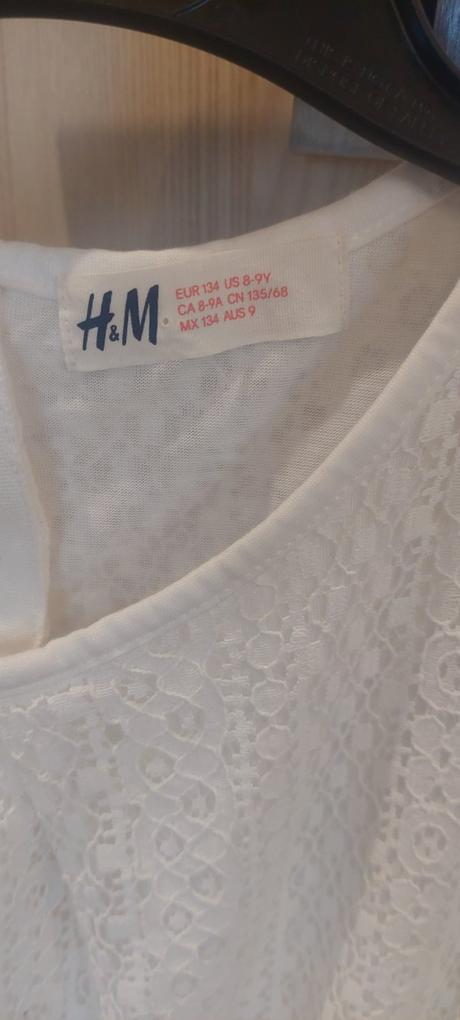 H&M
EUR 134 US 8-9Y
CA 8-9A CN 135/68
MX 134 AUS 9